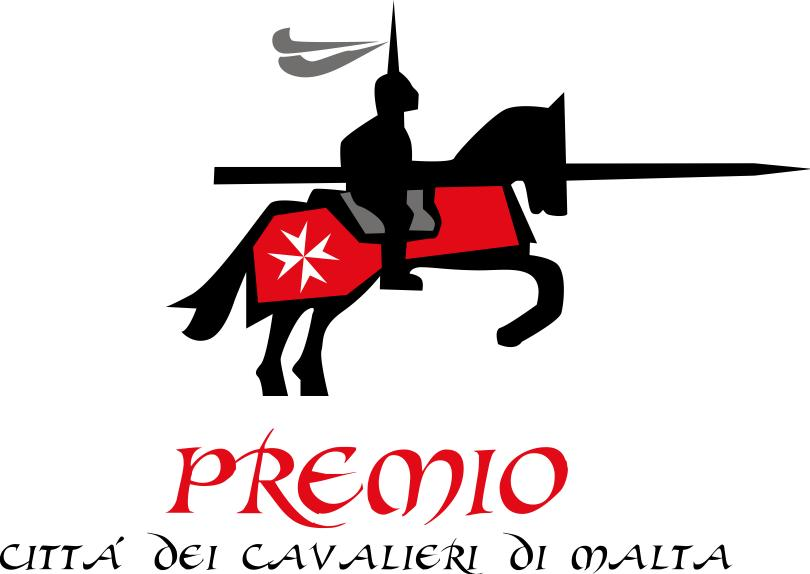 PREMIO
CITTÁ DEI CAVALIERI DI MALTA